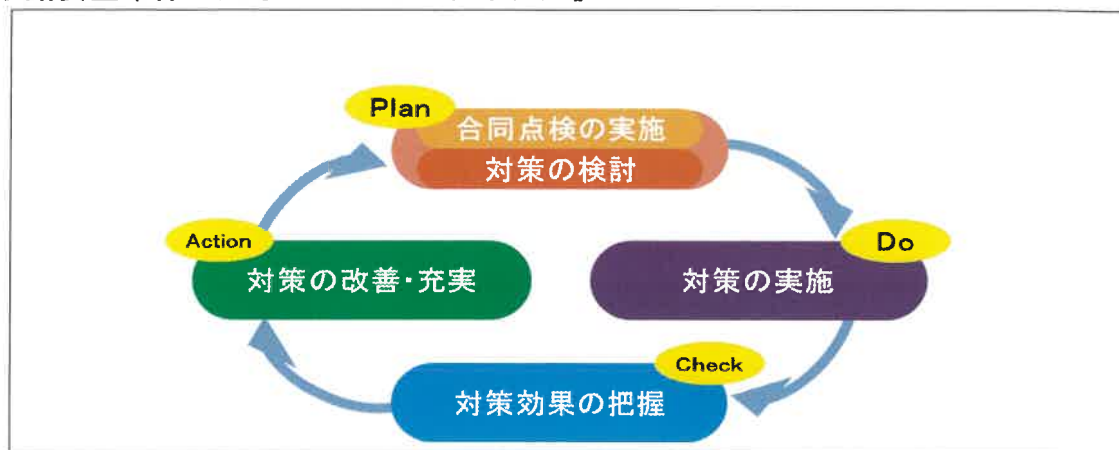 Plan
合同点検の実施
対策の検討
Do
対策の実施
Check
対策効果の把握
Action
対策の改善・充実